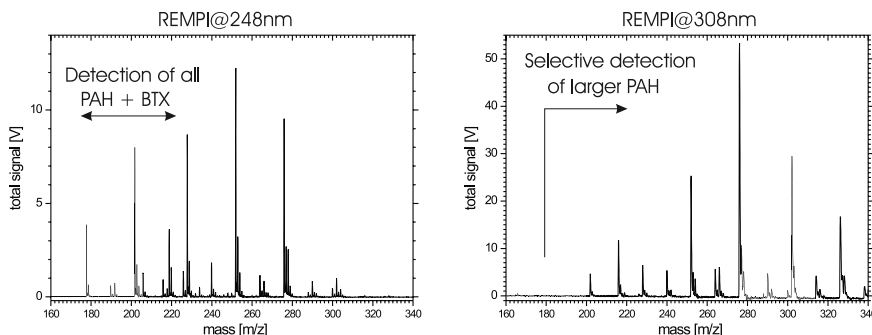 REMPI@248nm
Detection of all
PAH + BTX
total signal [V]
10
5
0
160 180 200 220 240 260 280 300 320 340
mass [m/z]
REMPI@308nm
Selective detection
of larger PAH
total signal [V]
50
40
30
20
10
0
160 180 200 220 240 260 280 300 320 340
mass [m/z]